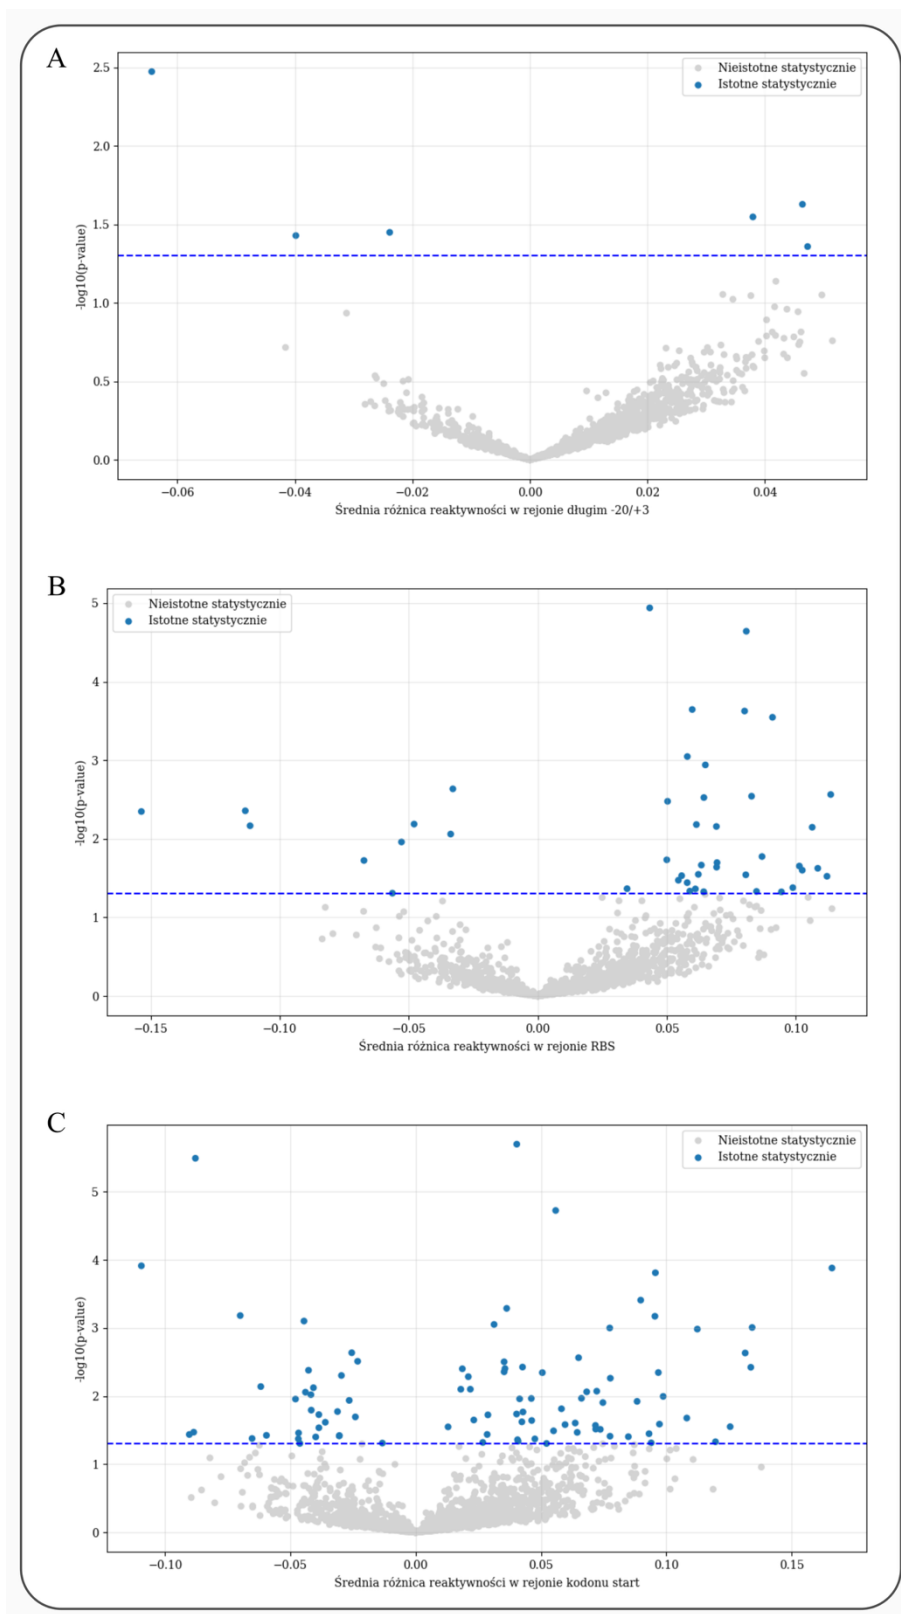 A
2.5
2.0
1.5
1.0
0.5
0.0
-log10(p-value)
Nieistotne statystycznie
Istotne statystycznie
−0.06 −0.04 −0.02 0.00 0.02 0.04
Średnia różnica reaktywności w rejonie długim -20/+3
B
5
4
3
2
1
0
-log10(p-value)
Nieistotne statystycznie
Istotne statystycznie
−0.15 −0.10 −0.05 0.00 0.05 0.10
Średnia różnica reaktywności w rejonie RBS
C
5
4
3
2
1
0
-log10(p-value)
Nieistotne statystycznie
Istotne statystycznie
−0.10 −0.05 0.00 0.05 0.10 0.15
Średnia różnica reaktywności w rejonie kodonu start